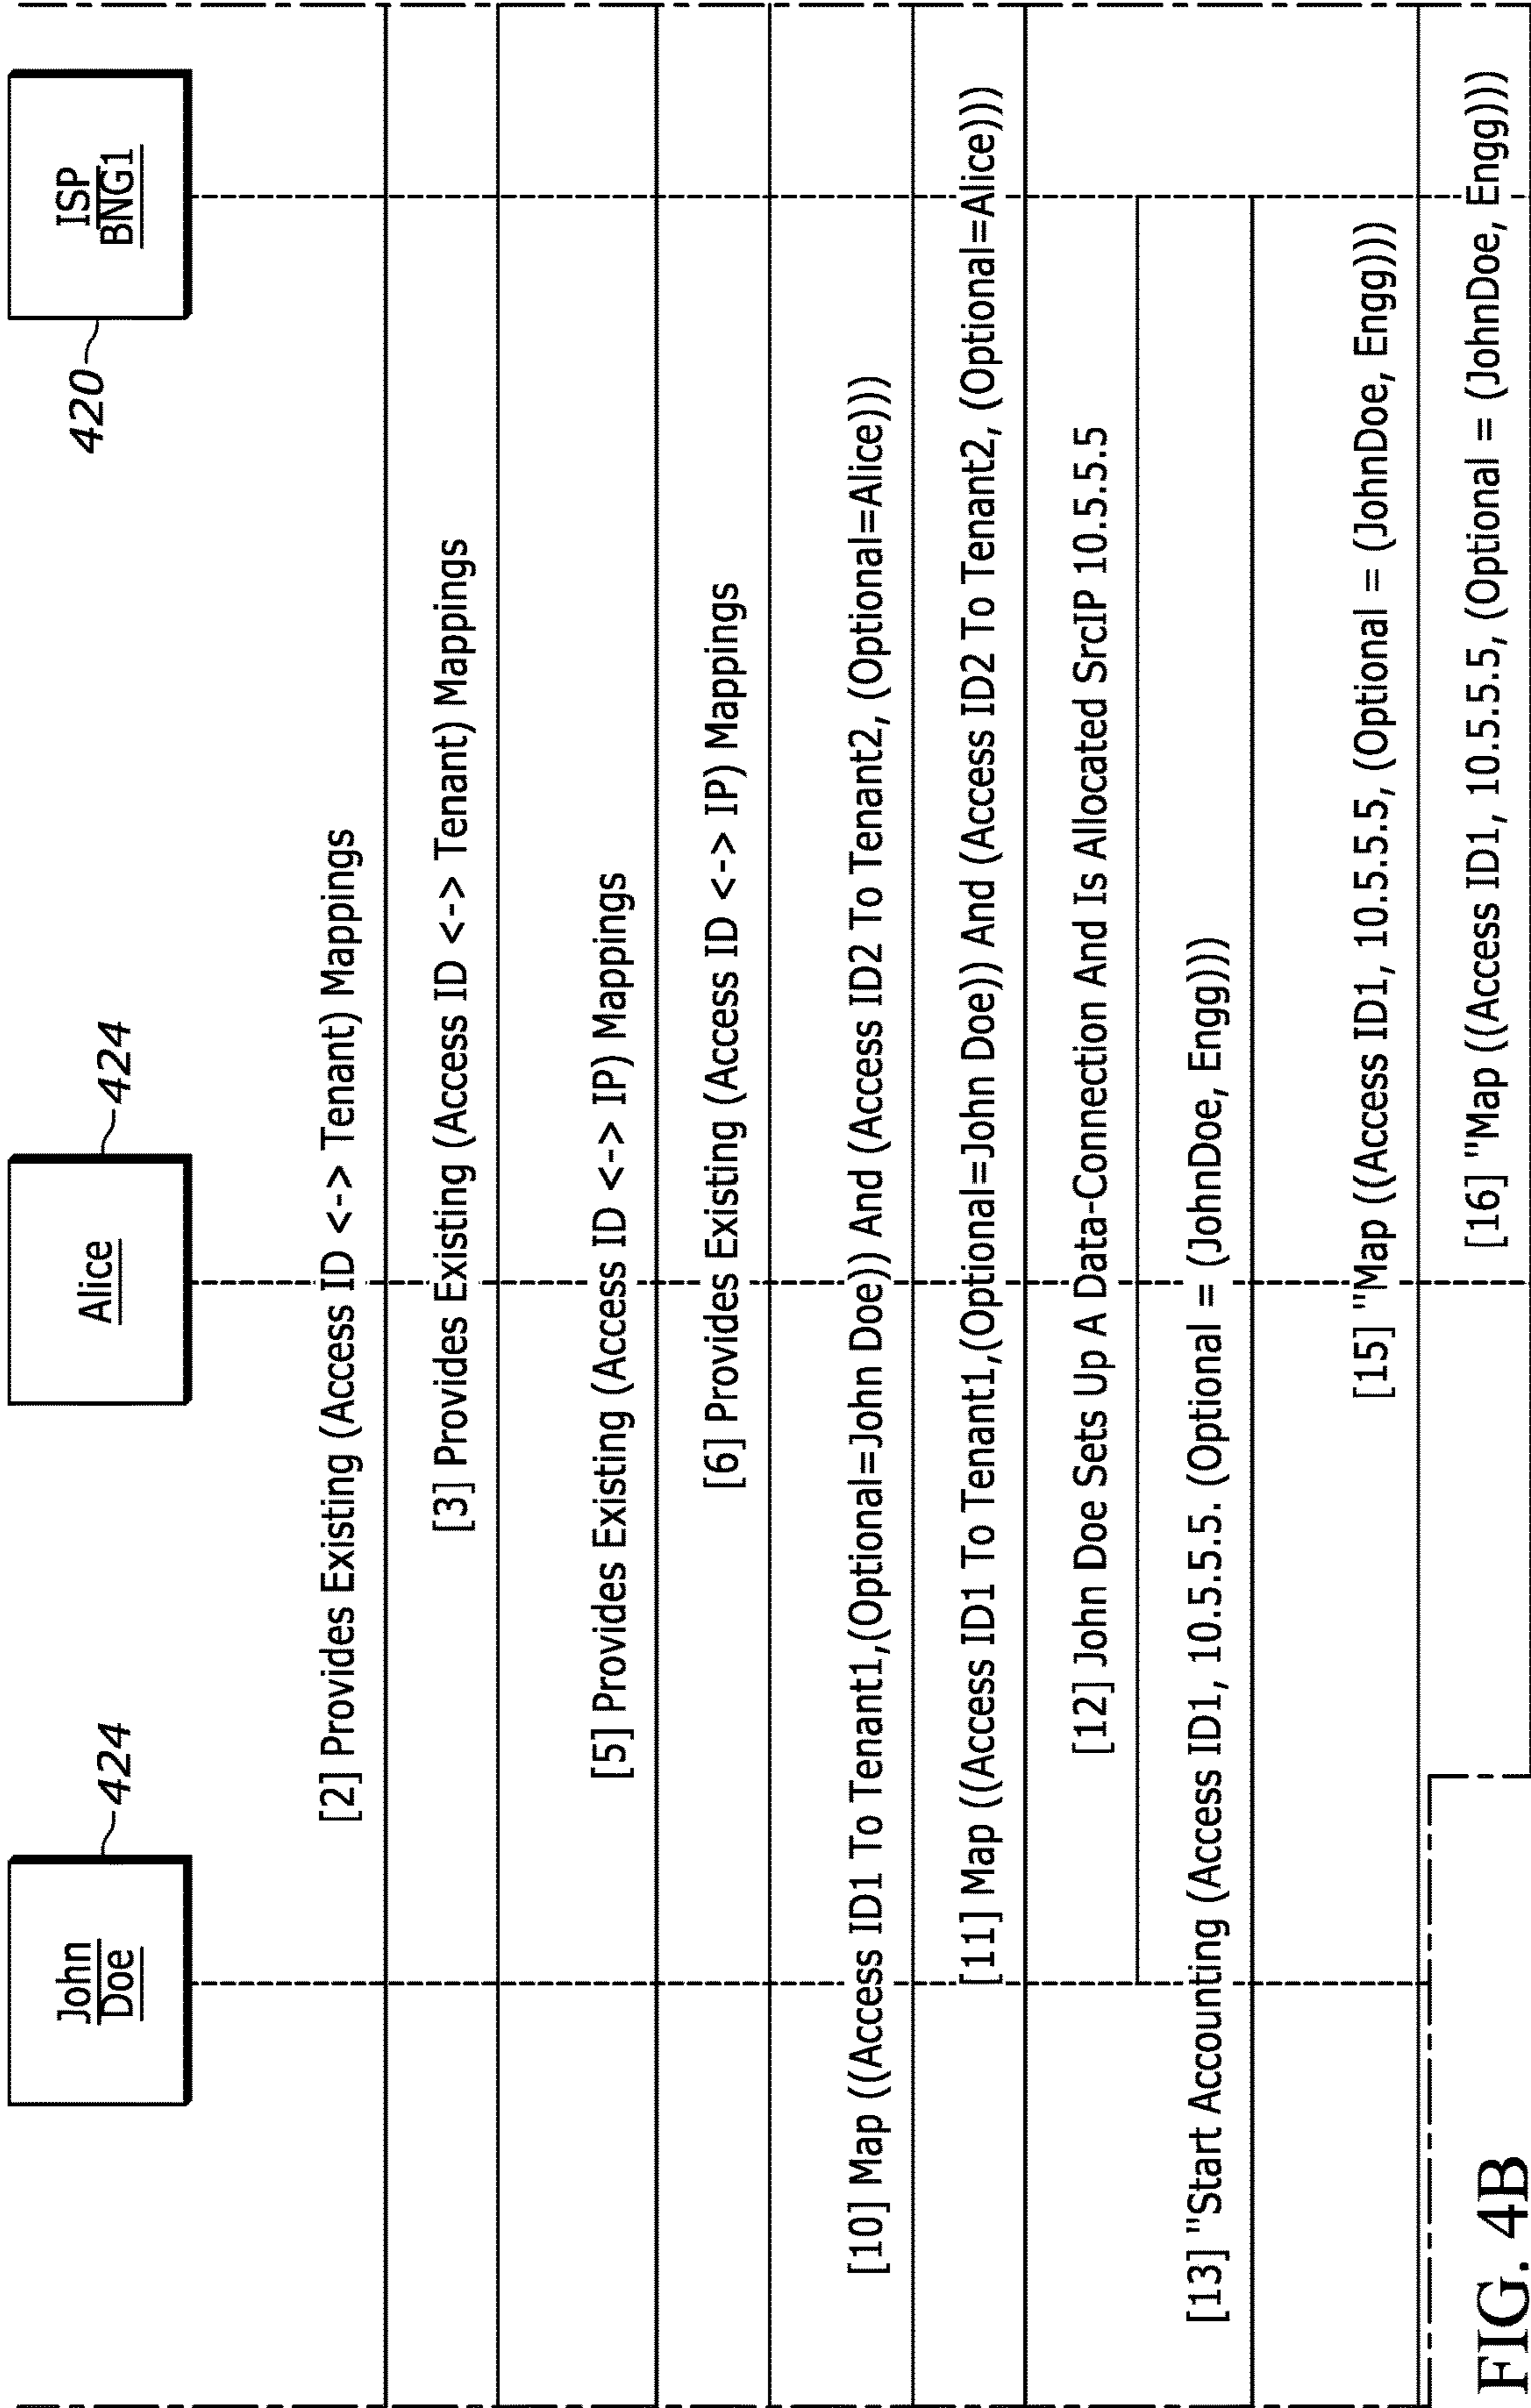 John
Doe
424
Alice
424
ISP
BNG1
420
[2] Provides Existing (Access ID <-> Tenant) Mappings
[3] Provides Existing (Access ID <-> Tenant) Mappings
[5] Provides Existing (Access ID <-> IP) Mappings
[6] Provides Existing (Access ID <-> IP) Mappings
[10] Map ((Access ID1 To Tenant1,(Optional=John Doe)) And (Access ID2 To Tenant2, (Optional=Alice)))
[11] Map ((Access ID1 To Tenant1,(Optional=John Doe)) And (Access ID2 To Tenant2, (Optional=Alice)))
[12] John Doe Sets Up A Data-Connection And Is Allocated SrcIP 10.5.5.5
[13] "Start Accounting (Access ID1, 10.5.5.5. (Optional = (JohnDoe, Engg)))
[15] "Map ((Access ID1, 10.5.5.5, (Optional = (JohnDoe, Engg)))
[16] "Map ((Access ID1, 10.5.5.5, (Optional = (JohnDoe, Engg)))
FIG. 4B